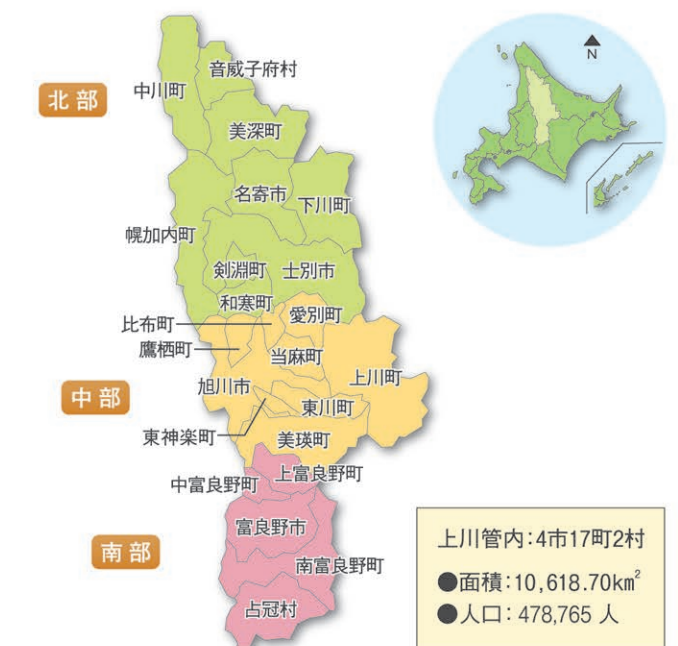 北部
中川町
音威子府村
美深町
名寄市
下川町
幌加内町
剣淵町
士別市
和寒町
N
中部
比布町
愛別町
鷹栖町
当麻町
旭川市
上川町
東川町
東神楽町
美瑛町
南部
中富良野町
上富良野町
富良野市
南富良野町
占冠村
上川管内:4市17町2村
●面積:10,618.70km²
●人口:478,765 人